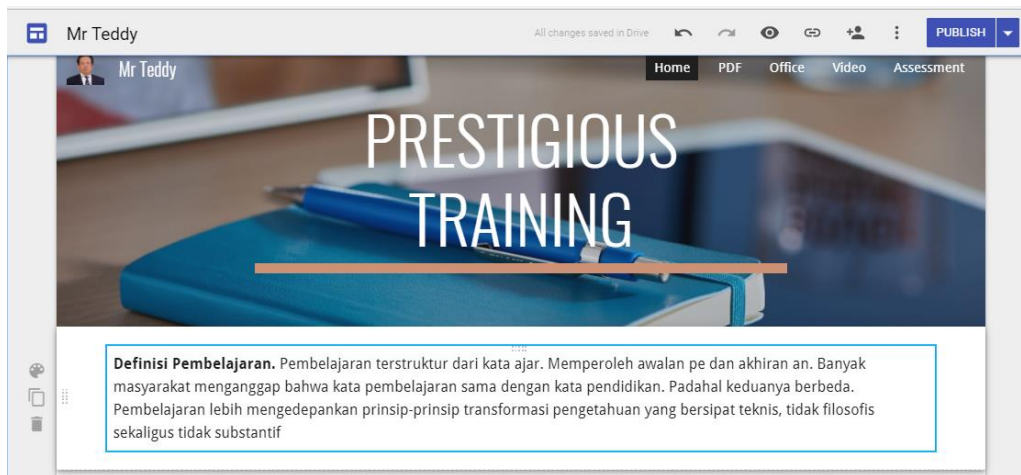 Mr Teddy
All changes saved in Drive
PUBLISH
Mr Teddy
Home PDF Office Video Assessment
PRESTIGIOUS
TRAINING
Definisi Pembelajaran. Pembelajaran terstruktur dari kata ajar. Memperoleh awalan pe dan akhiran an. Banyak
masyarakat menganggap bahwa kata pembelajaran sama dengan kata pendidikan. Padahal keduanya berbeda.
Pembelajaran lebih mengedepankan prinsip-prinsip transformasi pengetahuan yang bersipat teknis, tidak filosofis
sekaligus tidak substantif